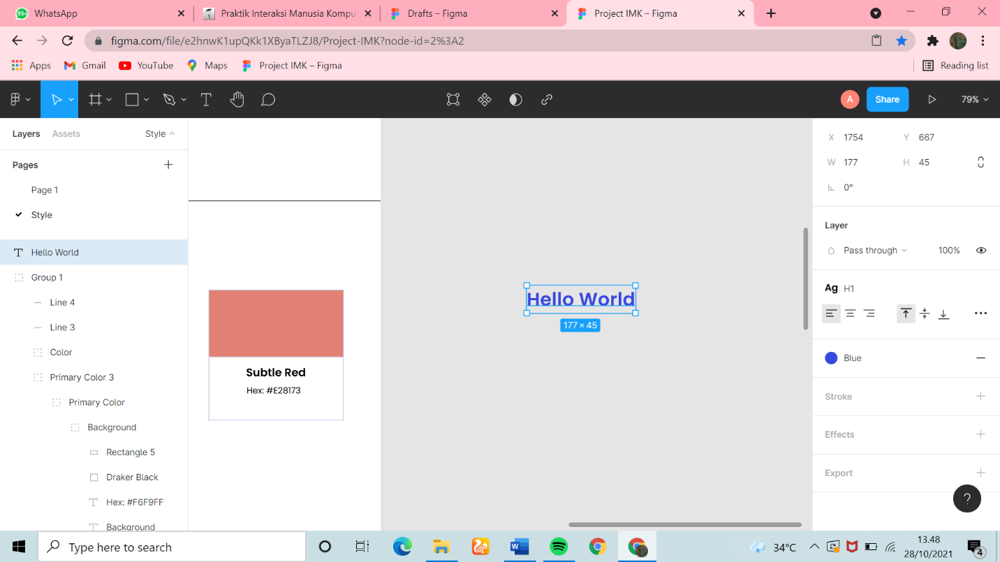 99+
WhatsApp
Praktik Interaksi Manusia Kompu
Drafts – Figma
Project IMK – Figma
figma.com/file/e2hnwK1upQKk1XByaTLZJ8/Project-IMK?node-id=2%3A2
Apps
Gmail
YouTube
Maps
Project IMK – Figma
Reading list
A
Share
79%
Layers
Assets
Style
Pages
Page 1
Style
Hello World
Group 1
Line 4
Line 3
Color
Primary Color 3
Primary Color
Background
Rectangle 5
Draker Black
Hex: #F6F9FF
Background
Subtle Red
Hex: #E28173
Hello World
177 × 45
X 1754 Y 667
W 177 H 45
0°
Layer
Pass through 100%
Ag H1
Blue
Stroke
Effects
Export
?
Type here to search
34°C
13.48
28/10/2021
4